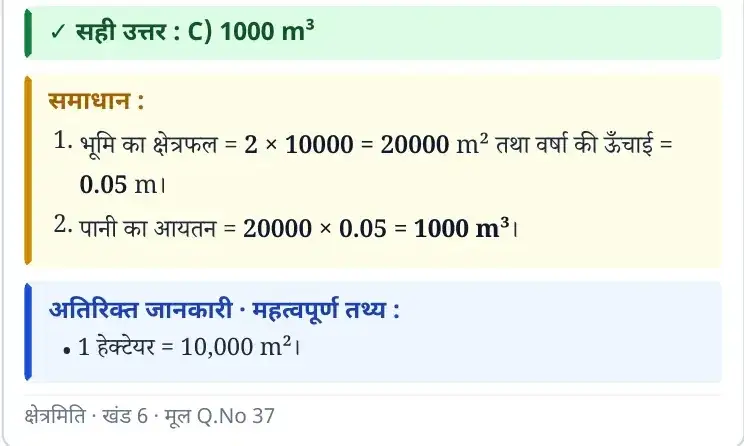 ✓ सही उत्तर : C) 1000 m³
समाधान :
1. भूमि का क्षेत्रफल = 2 × 10000 = 20000 m² तथा वर्षा की ऊँचाई =
0.05 m।
2. पानी का आयतन = 20000 × 0.05 = 1000 m³।
अतिरिक्त जानकारी · महत्वपूर्ण तथ्य :
• 1 हेक्टेयर = 10,000 m²।
क्षेत्रमिति · खंड 6 · मूल Q.No 37